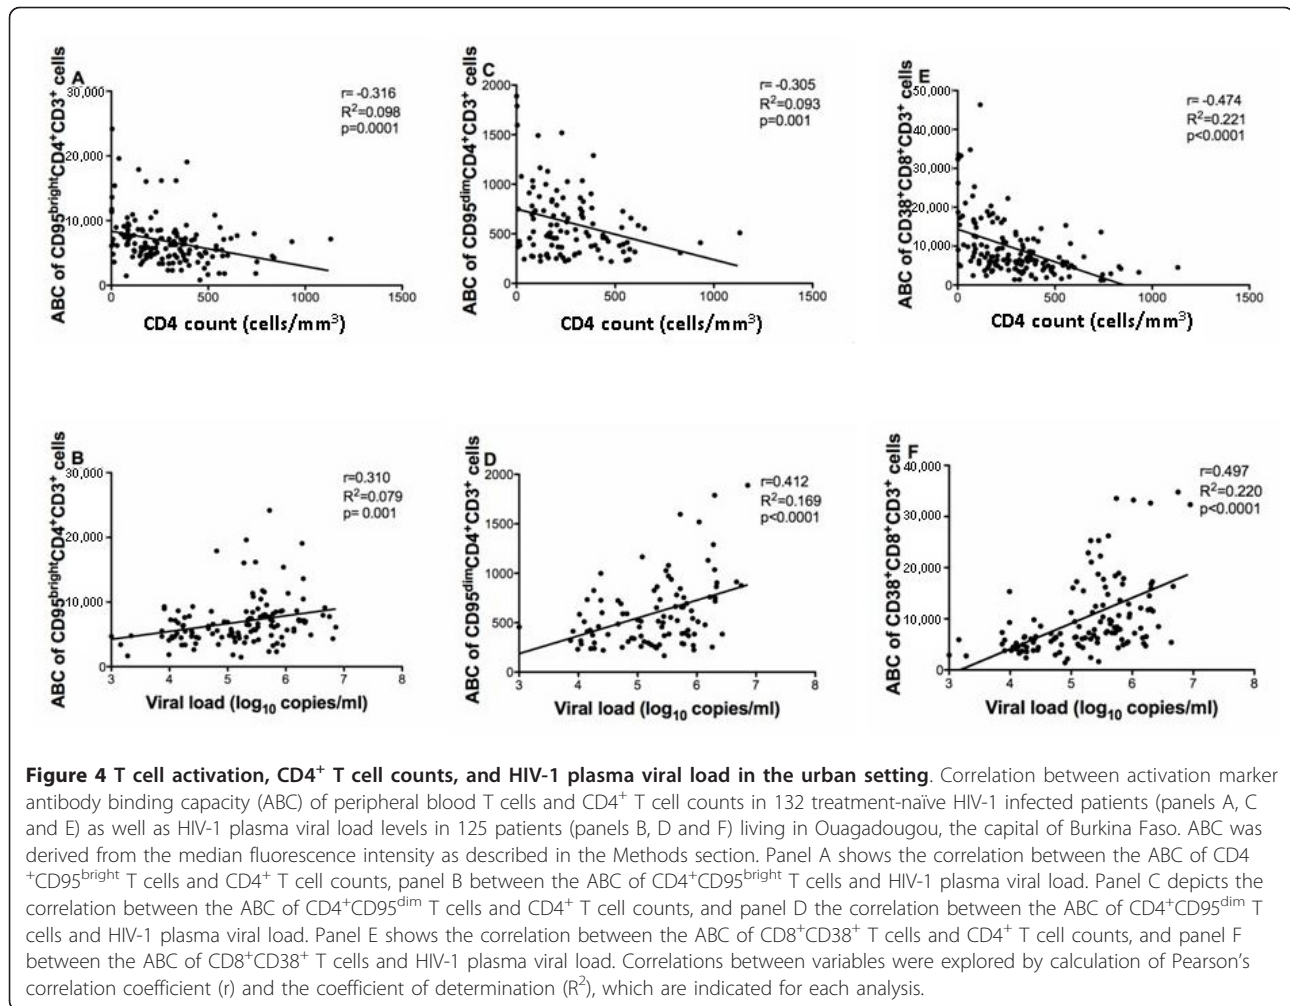 A
ABC of CD95bright CD4+CD3+ cells
30,000
20,000
10,000
0
0 500 1000 1500
CD4 count (cells/mm3)
r= -0.316
R2=0.098
p=0.0001
C
ABC of CD95dim CD4+CD3+ cells
2000
1500
1000
500
0
0 500 1000 1500
CD4 count (cells/mm3)
r= -0.305
R2=0.093
p=0.001
E
ABC of CD38+CD8+CD3+ cells
50,000
40,000
30,000
20,000
10,000
0
0 500 1000 1500
CD4 count (cells/mm3)
r= -0.474
R2=0.221
p<0.0001
B
ABC of CD95bright CD4+CD3+ cells
30,000
20,000
10,000
0
3 4 5 6 7 8
Viral load (log10 copies/ml)
r=0.310
R2=0.079
p= 0.001
D
ABC of CD95dim CD4+CD3+ cells
2000
1500
1000
500
0
3 4 5 6 7 8
Viral load (log10 copies/ml)
r=0.412
R2=0.169
p<0.0001
F
ABC of CD38+CD8+CD3+ cells
40,000
30,000
20,000
10,000
0
3 4 5 6 7 8
Viral load (log10 copies/ml)
r=0.497
R2=0.220
p<0.0001
Figure 4 T cell activation, CD4+ T cell counts, and HIV-1 plasma viral load in the urban setting. Correlation between activation marker
antibody binding capacity (ABC) of peripheral blood T cells and CD4+ T cell counts in 132 treatment-naïve HIV-1 infected patients (panels A, C
and E) as well as HIV-1 plasma viral load levels in 125 patients (panels B, D and F) living in Ouagadougou, the capital of Burkina Faso. ABC was
derived from the median fluorescence intensity as described in the Methods section. Panel A shows the correlation between the ABC of CD4
+CD95bright T cells and CD4+ T cell counts, panel B between the ABC of CD4+CD95bright T cells and HIV-1 plasma viral load. Panel C depicts the
correlation between the ABC of CD4+CD95dim T cells and CD4+ T cell counts, and panel D the correlation between the ABC of CD4+CD95dim T
cells and HIV-1 plasma viral load. Panel E shows the correlation between the ABC of CD8+CD38+ T cells and CD4+ T cell counts, and panel F
between the ABC of CD8+CD38+ T cells and HIV-1 plasma viral load. Correlations between variables were explored by calculation of Pearson's
correlation coefficient (r) and the coefficient of determination (R2), which are indicated for each analysis.